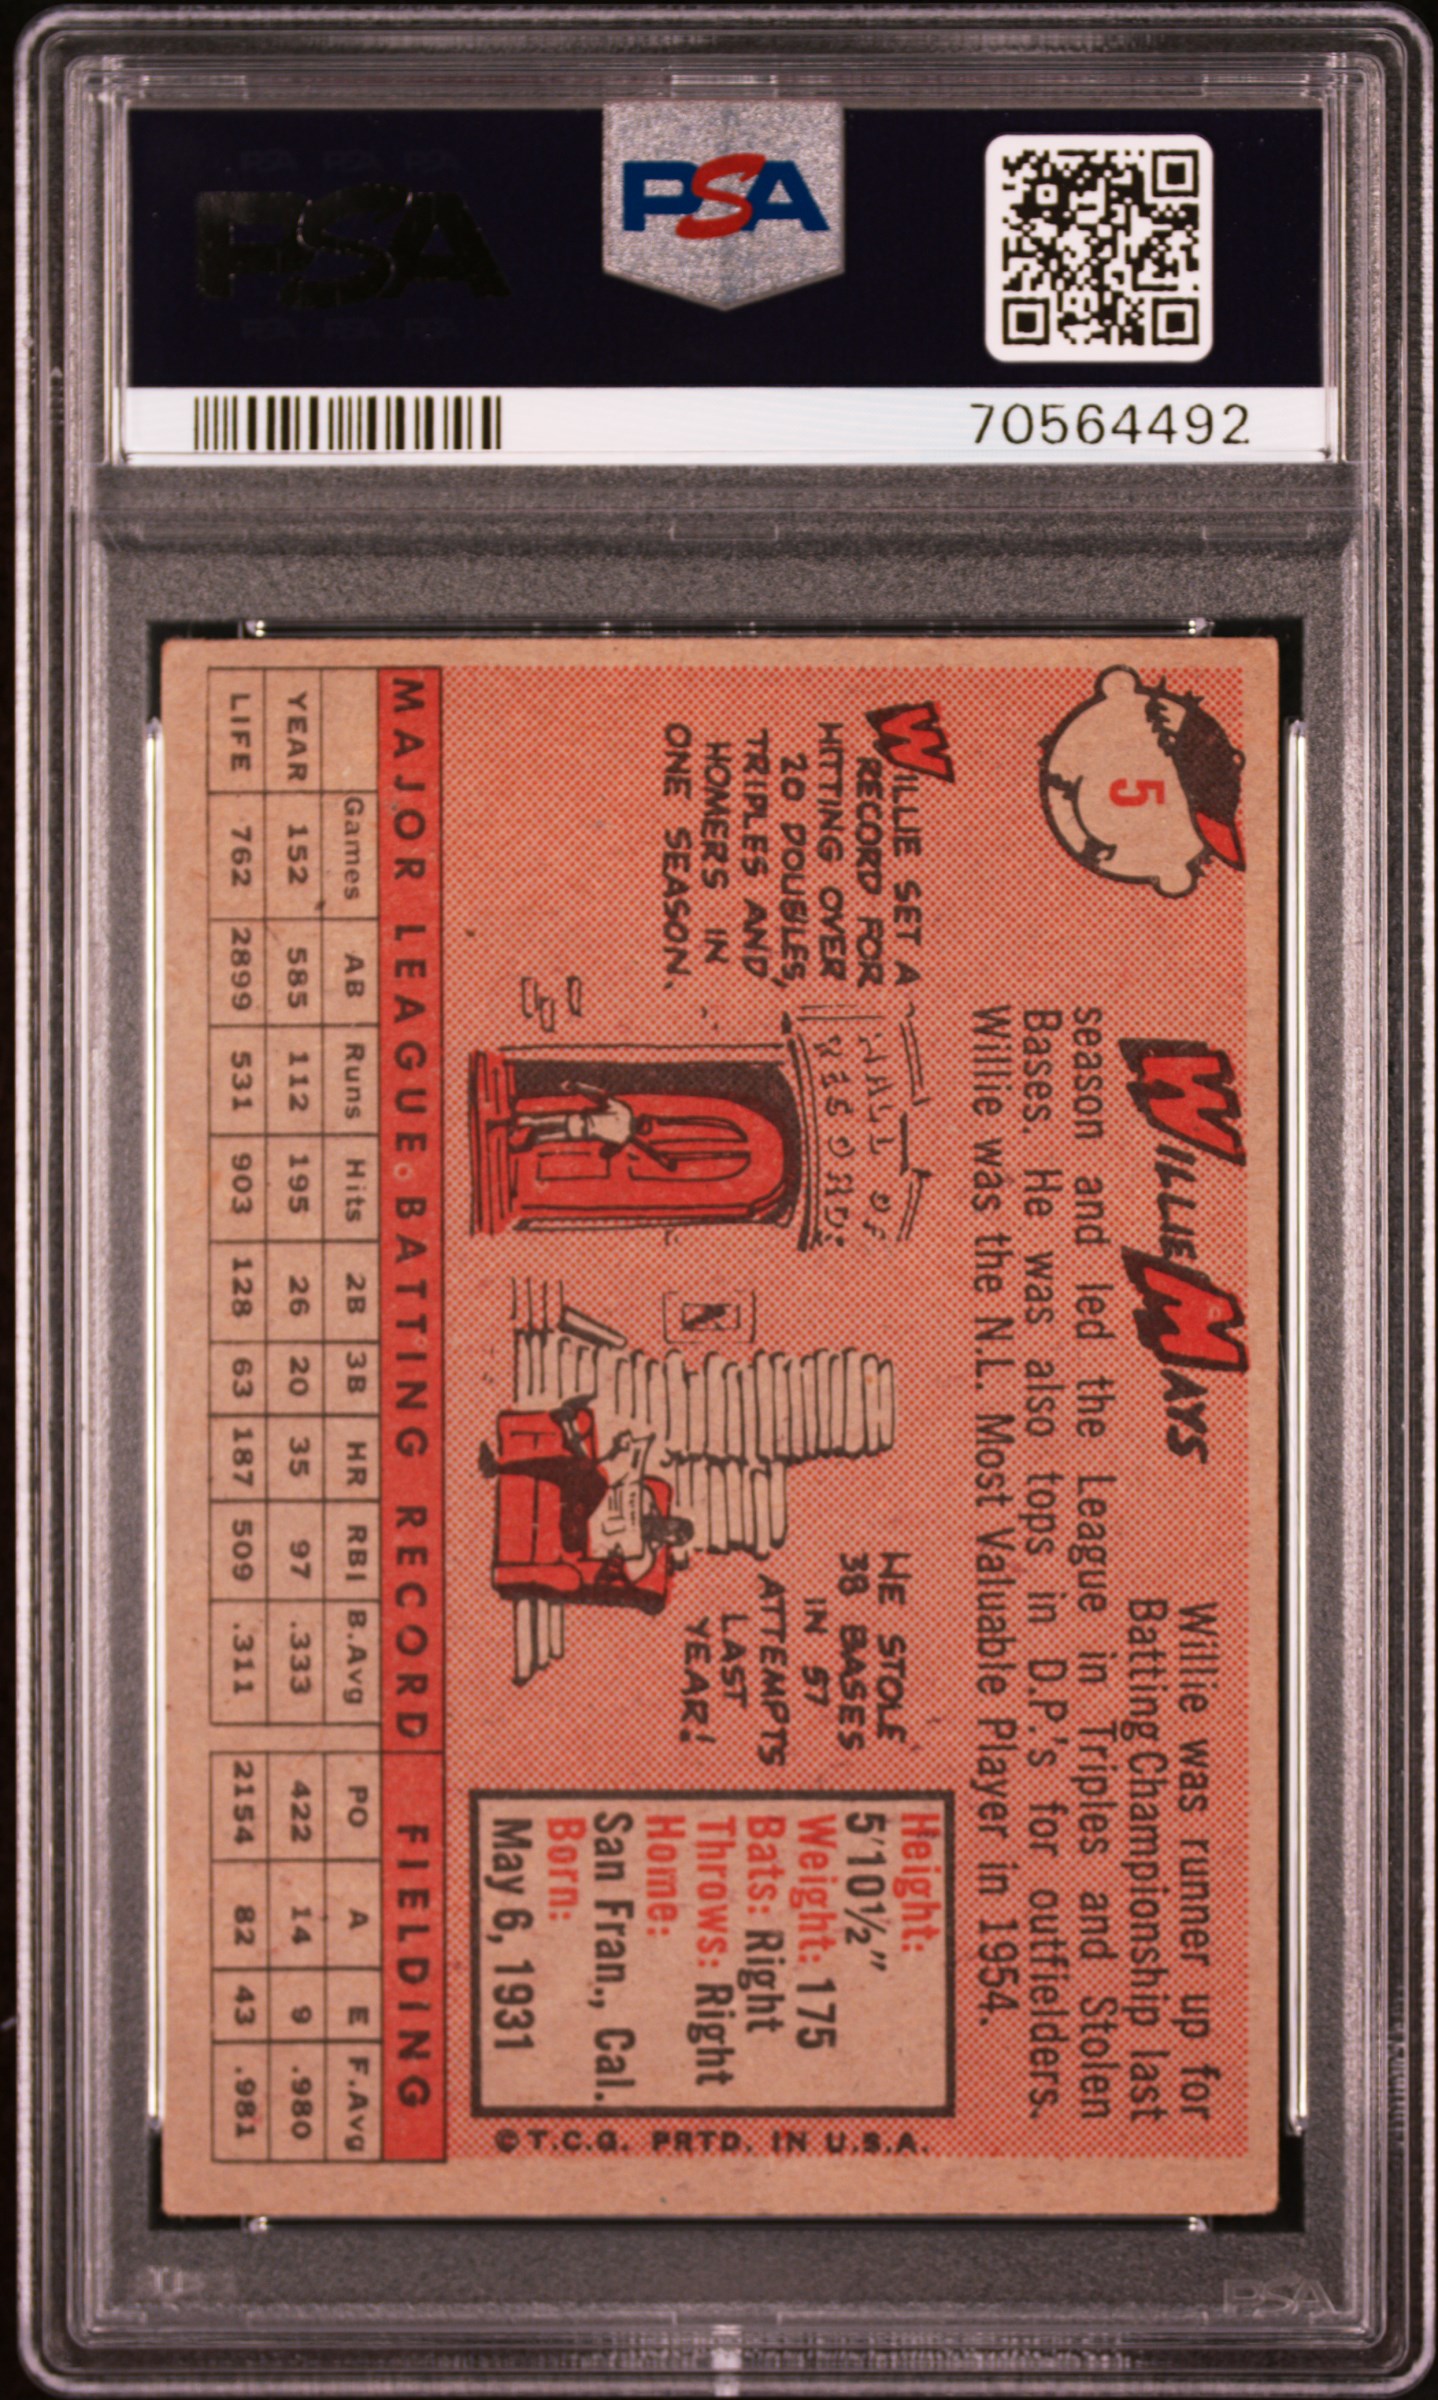 PSA
PSA
70564492
5
WILLIE MAYS
Willie was runner up for
Batting Championship last
season and led the League in Triples and Stolen
Bases. He was also tops in D.P.'s for outfielders.
Willie was the N.L. Most Valuable Player in 1954.
WILLIE SET A
RECORD FOR
HITTING OVER
20 DOUBLES,
TRIPLES AND
HOMERS IN
ONE SEASON.
HALL OF
RECORDS
HE STOLE
38 BASES
IN 57
ATTEMPTS
LAST
YEAR!
Height:
5'10½"
Weight: 175
Bats: Right
Throws: Right
Home:
San Fran., Cal.
Born:
May 6, 1931
© T.C.G. PRTD. IN U.S.A.
MAJOR LEAGUE BATTING RECORD FIELDING
Games AB Runs Hits 2B 3B HR RBI B.Avg PO A E F.Avg
YEAR 152 585 112 195 26 20 35 97 .333 422 14 9 .980
LIFE 762 2899 531 903 128 63 187 509 .311 2154 82 43 .981
PSA